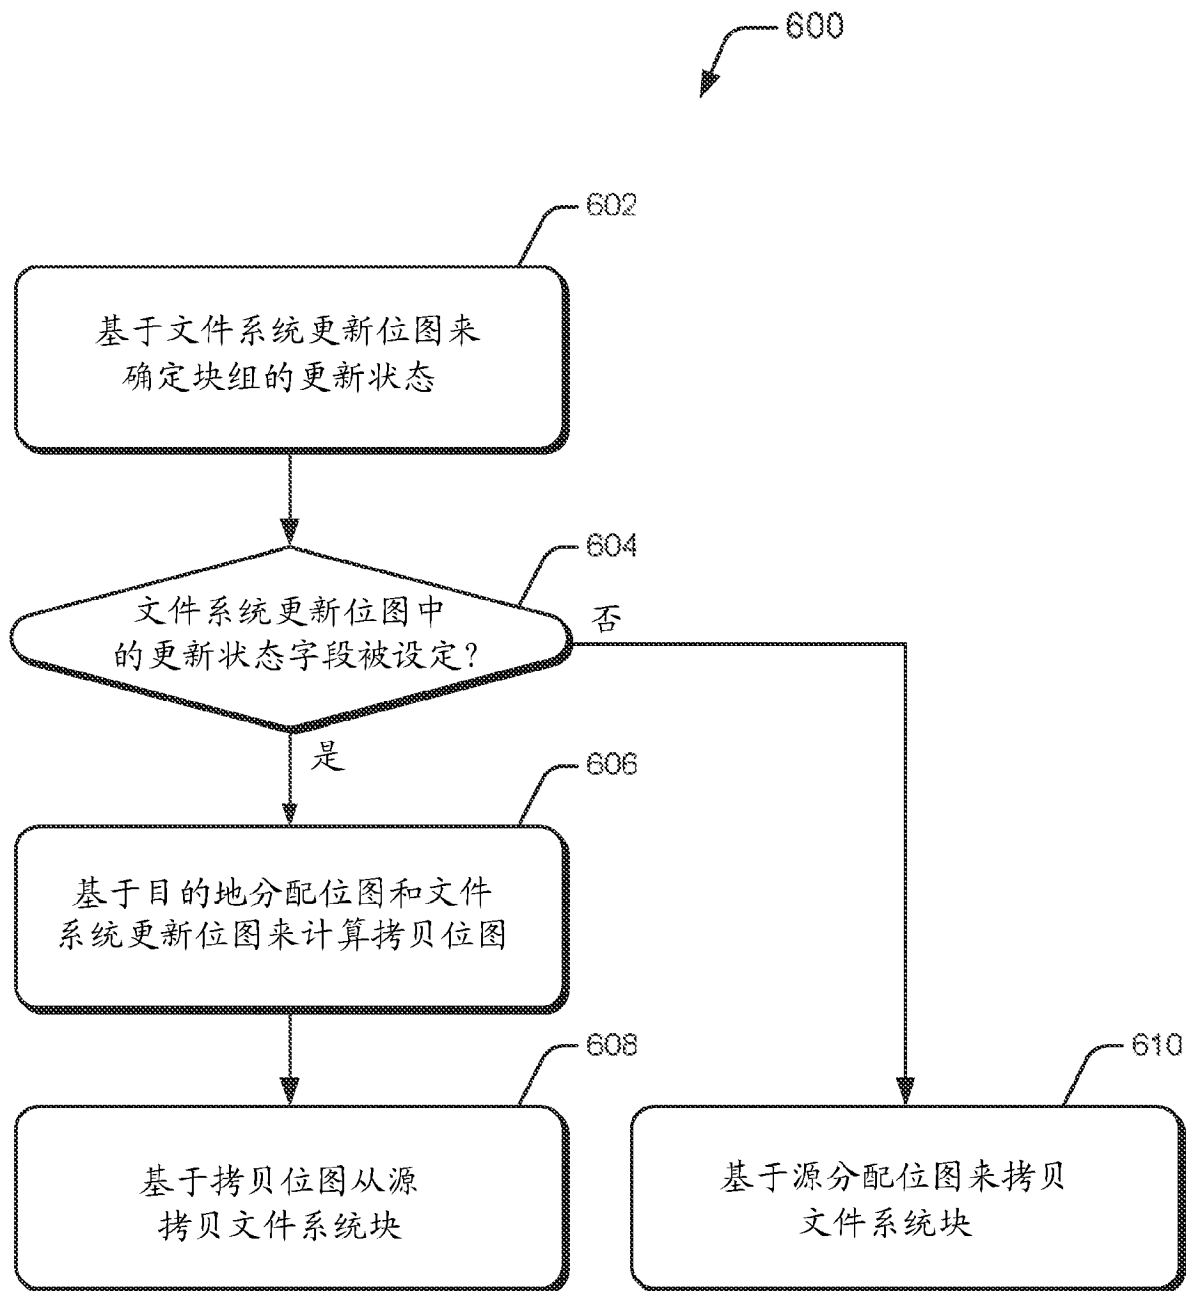 600
602
基于文件系统更新位图来
确定块组的更新状态
604
文件系统更新位图中
的更新状态字段被设定?
否
是
606
基于目的地分配位图和文件
系统更新位图来计算拷贝位图
608
基于拷贝位图从源
拷贝文件系统块
610
基于源分配位图来拷贝
文件系统块